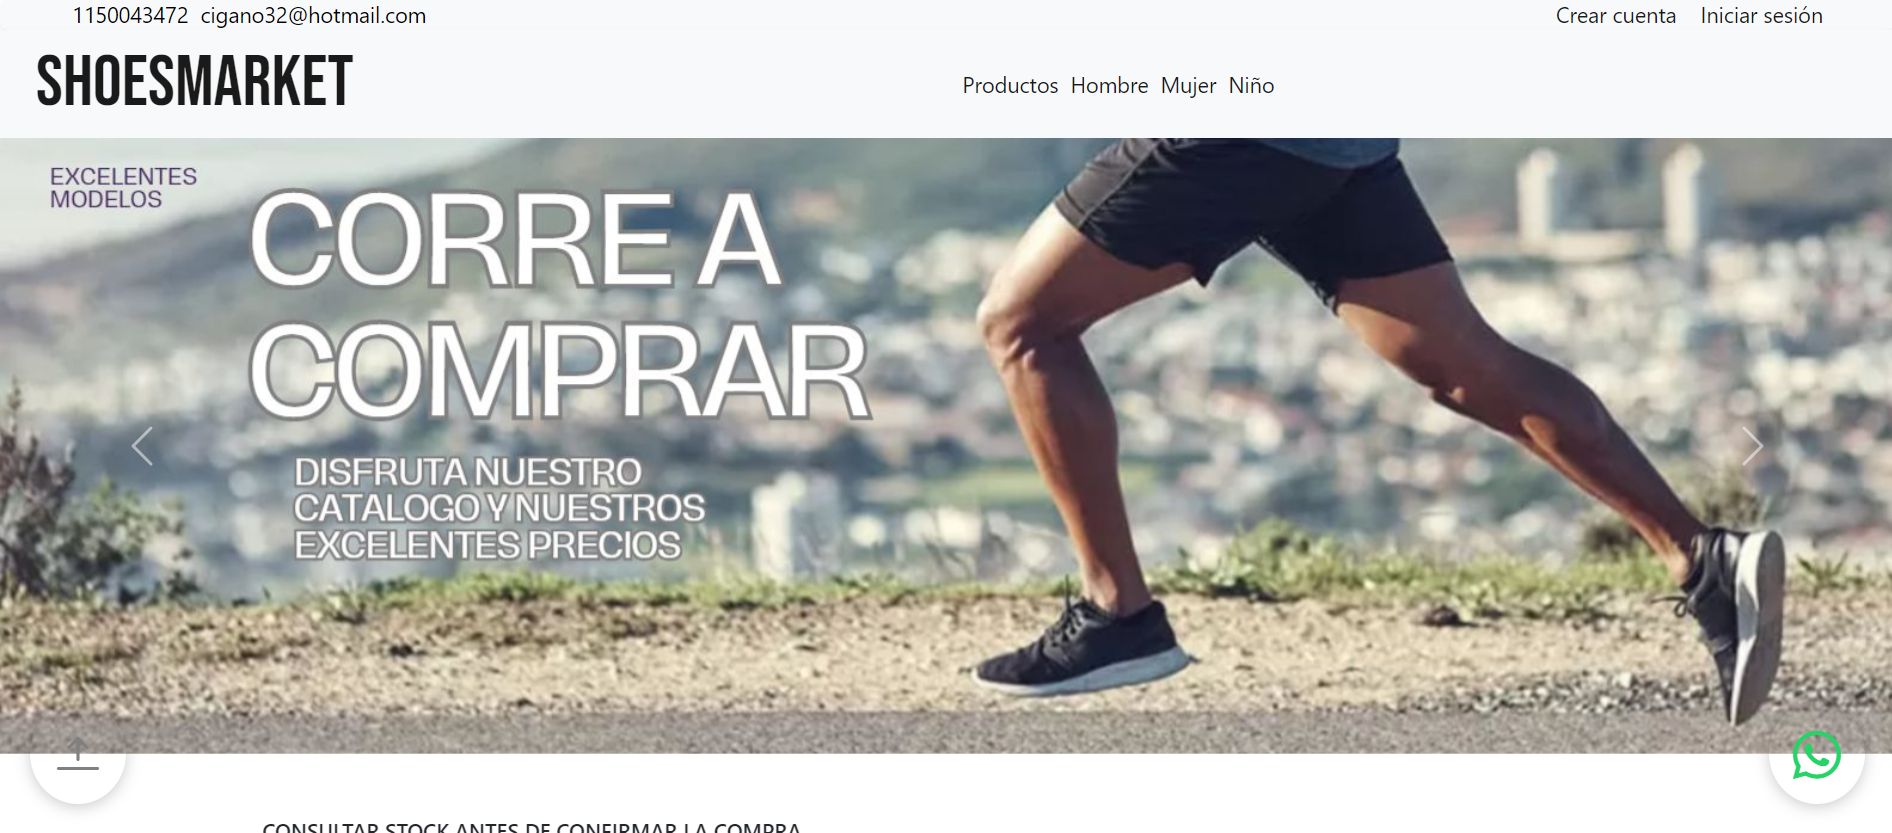 1150043472 cigano32@hotmail.com Crear cuenta Iniciar sesión
SHOESMARKET
Productos Hombre Mujer Niño
EXCELENTES
MODELOS
CORRE A
COMPRAR
DISFRUTA NUESTRO
CATALOGO Y NUESTROS
EXCELENTES PRECIOS
CONSULTAR STOCK ANTES DE CONFIRMAR LA COMPRA